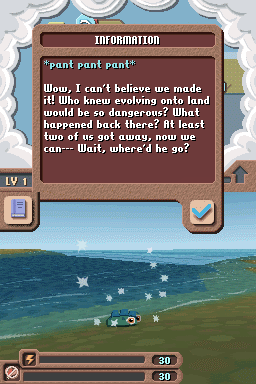 INFORMATION
*pant pant pant*
Wow, I can't believe we made
it! Who knew evolving onto land
would be so dangerous? What
happened back there? At least
two of us got away, now we
can--- Wait, where'd he go?
LV 1
30
30